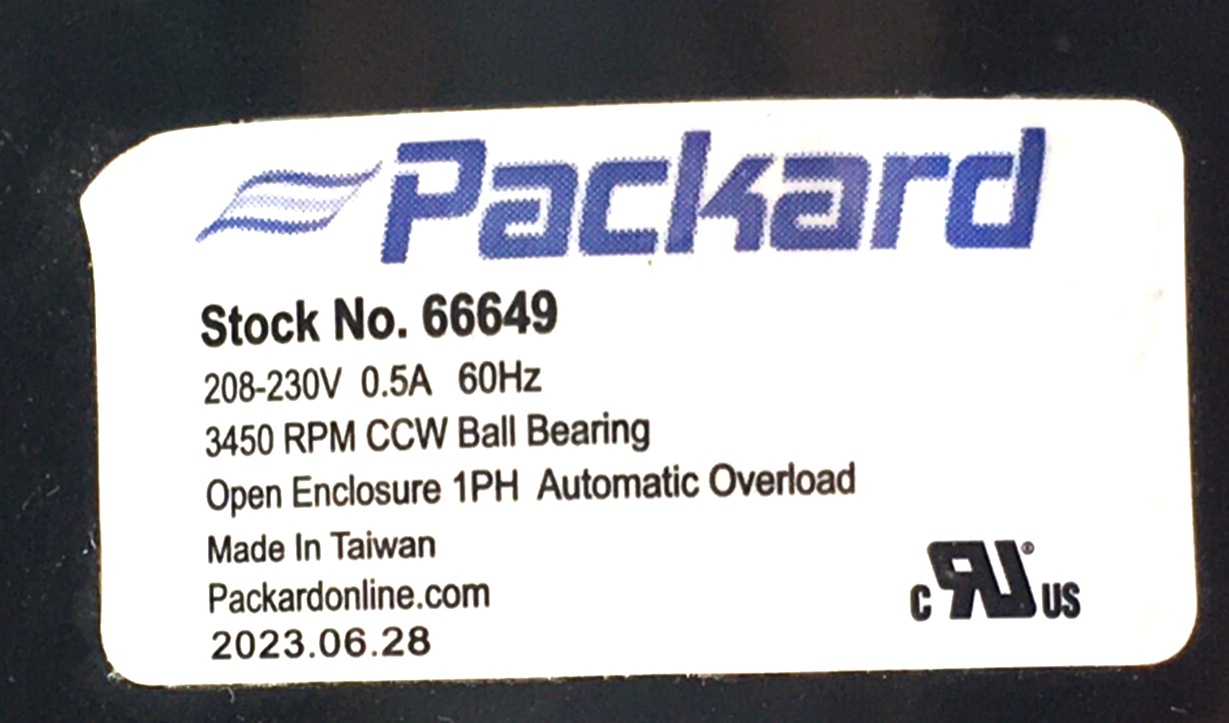 Packard
Stock No. 66649
208-230V 0.5A 60Hz
3450 RPM CCW Ball Bearing
Open Enclosure 1PH Automatic Overload
Made In Taiwan
Packardonline.com
2023.06.28
c RU ® US